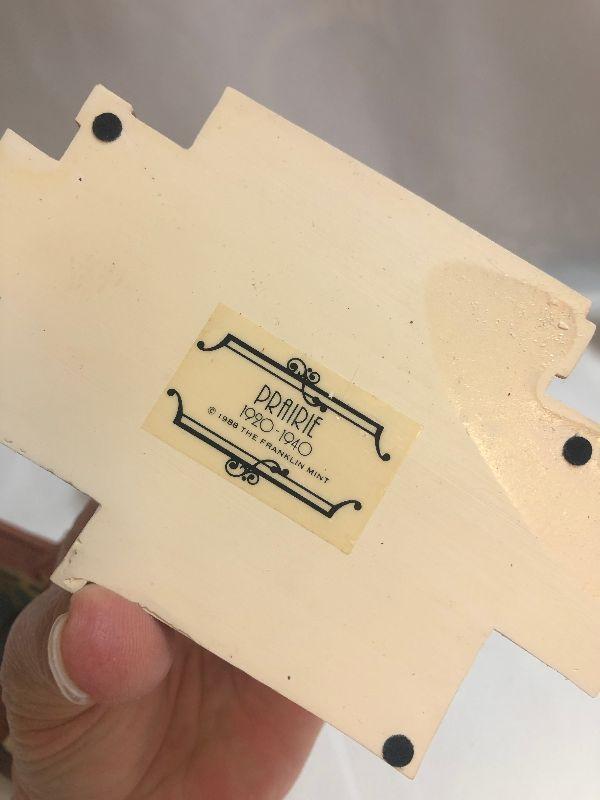 PRAIRIE
1920-1940
© 1988 THE FRANKLIN MINT